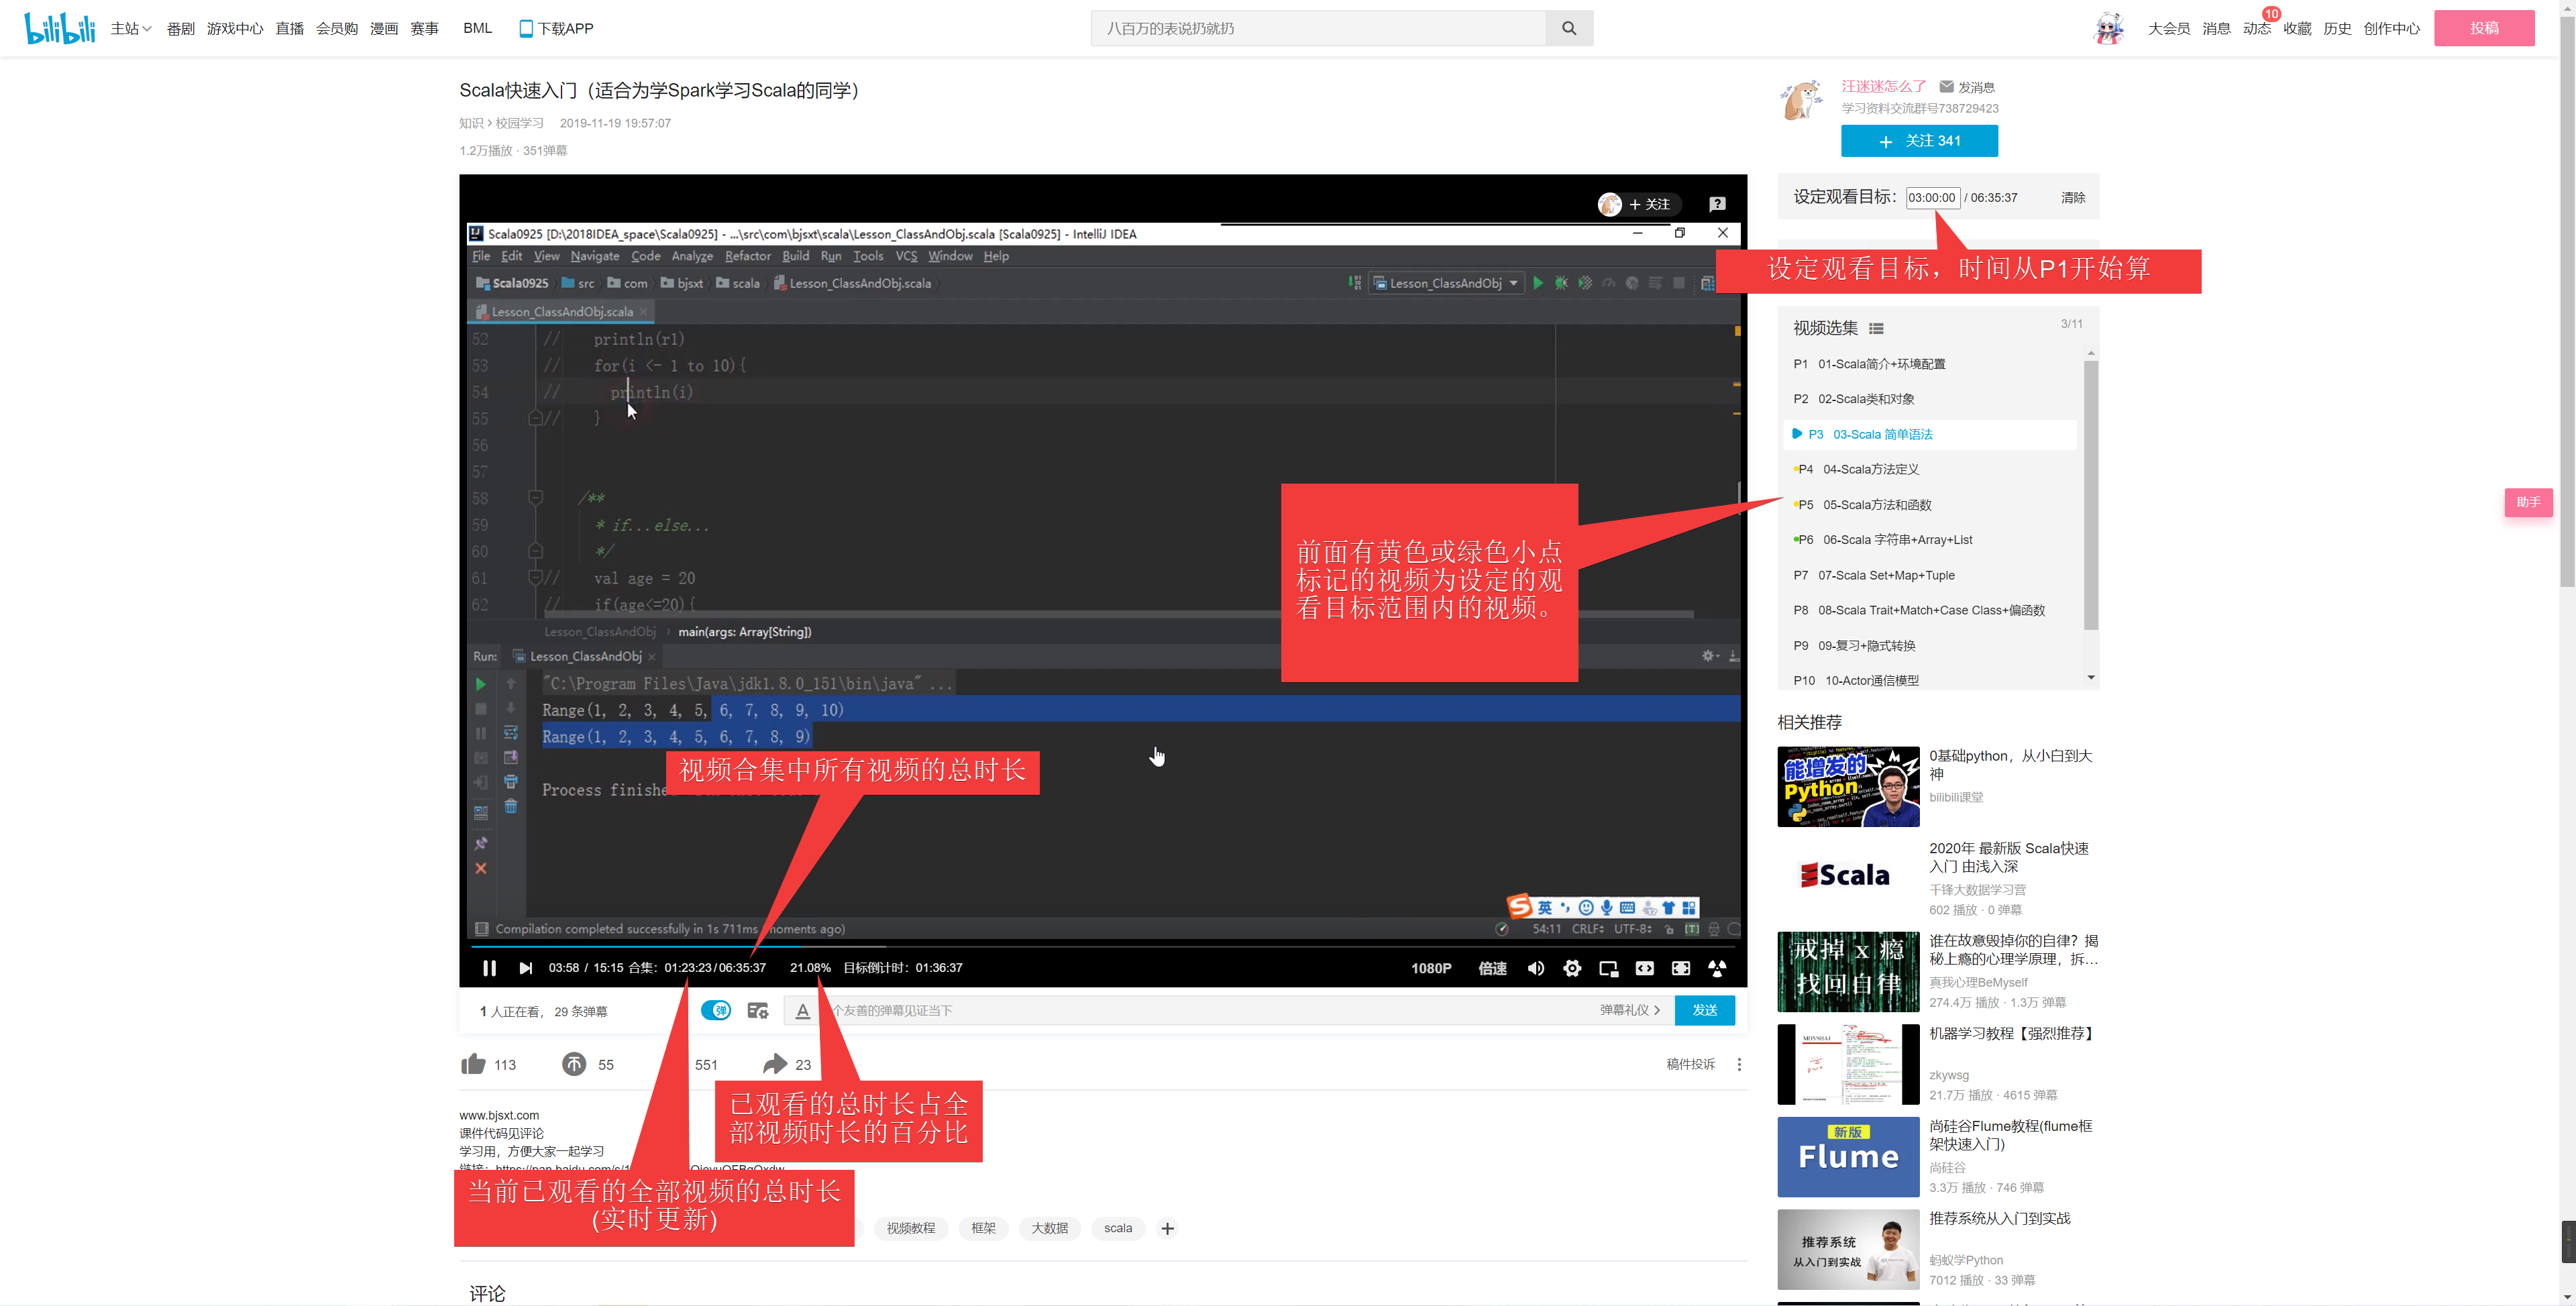 bilibili 主站 番剧 游戏中心 直播 会员购 漫画 赛事 BML 下载APP
八百万的表说扔就扔
大会员 消息 动态 10 收藏 历史 创作中心 投稿
Scala快速入门（适合为学Spark学习Scala的同学）
知识 > 校园学习 2019-11-19 19:57:07
1.2万播放 · 351弹幕
汪迷迷怎么了 发消息
学习资料交流群号738729423
+ 关注 341
+ 关注
设定观看目标： 03:00:00 / 06:35:37 清除
设定观看目标，时间从P1开始算
Scala0925 [D:\2018IDEA_space\Scala0925] - ...\src\com\bjsxt\scala\Lesson_ClassAndObj.scala [Scala0925] - IntelliJ IDEA
File Edit View Navigate Code Analyze Refactor Build Run Tools VCS Window Help
Scala0925 src com bjsxt scala Lesson_ClassAndObj.scala
Lesson_ClassAndObj
Lesson_ClassAndObj.scala
52 // println(r1)
53 // for(i <- 1 to 10){
54 // println(i)
55 // }
56
57
58 /**
59 * if...else...
60 */
61 // val age = 20
62 // if(age<=20){
Lesson_ClassAndObj > main(args: Array[String])
Run: Lesson_ClassAndObj
"C:\Program Files\Java\jdk1.8.0_151\bin\java" ...
Range(1, 2, 3, 4, 5, 6, 7, 8, 9, 10)
Range(1, 2, 3, 4, 5, 6, 7, 8, 9)
视频合集中所有视频的总时长
Process finished
英
Compilation completed successfully in 1s 711ms moments ago)
54:11 CRLF UTF-8
前面有黄色或绿色小点
标记的视频为设定的观
看目标范围内的视频。
03:58 / 15:15 合集：01:23:23/06:35:37 21.08% 目标倒计时：01:36:37
1080P 倍速
1 人正在看， 29 条弹幕
弹
个友善的弹幕见证当下
弹幕礼仪 > 发送
113 55 551 23
稿件投诉
已观看的总时长占全
部视频时长的百分比
www.bjsxt.com
课件代码见评论
学习用，方便大家一起学习
当前已观看的全部视频的总时长
(实时更新)
视频教程 框架 大数据 scala +
评论
视频选集 3/11
P1 01-Scala简介+环境配置
P2 02-Scala类和对象
P3 03-Scala 简单语法
P4 04-Scala方法定义
P5 05-Scala方法和函数
P6 06-Scala 字符串+Array+List
P7 07-Scala Set+Map+Tuple
P8 08-Scala Trait+Match+Case Class+偏函数
P9 09-复习+隐式转换
P10 10-Actor通信模型
助手
相关推荐
能增发的
Python
0基础python，从小白到大
神
bilibili课堂
Scala
2020年 最新版 Scala快速
入门 由浅入深
千锋大数据学习营
602 播放 · 0 弹幕
戒掉 x 瘾
找回自律
谁在故意毁掉你的自律？揭
秘上瘾的心理学原理，拆...
真我心理BeMyself
274.4万 播放 · 1.3万 弹幕
机器学习教程【强烈推荐】
zkywsg
21.7万 播放 · 4615 弹幕
新版
Flume
尚硅谷Flume教程(flume框
架快速入门)
尚硅谷
3.3万 播放 · 746 弹幕
推荐系统
从入门到实战
推荐系统从入门到实战
蚂蚁学Python
7012 播放 · 33 弹幕